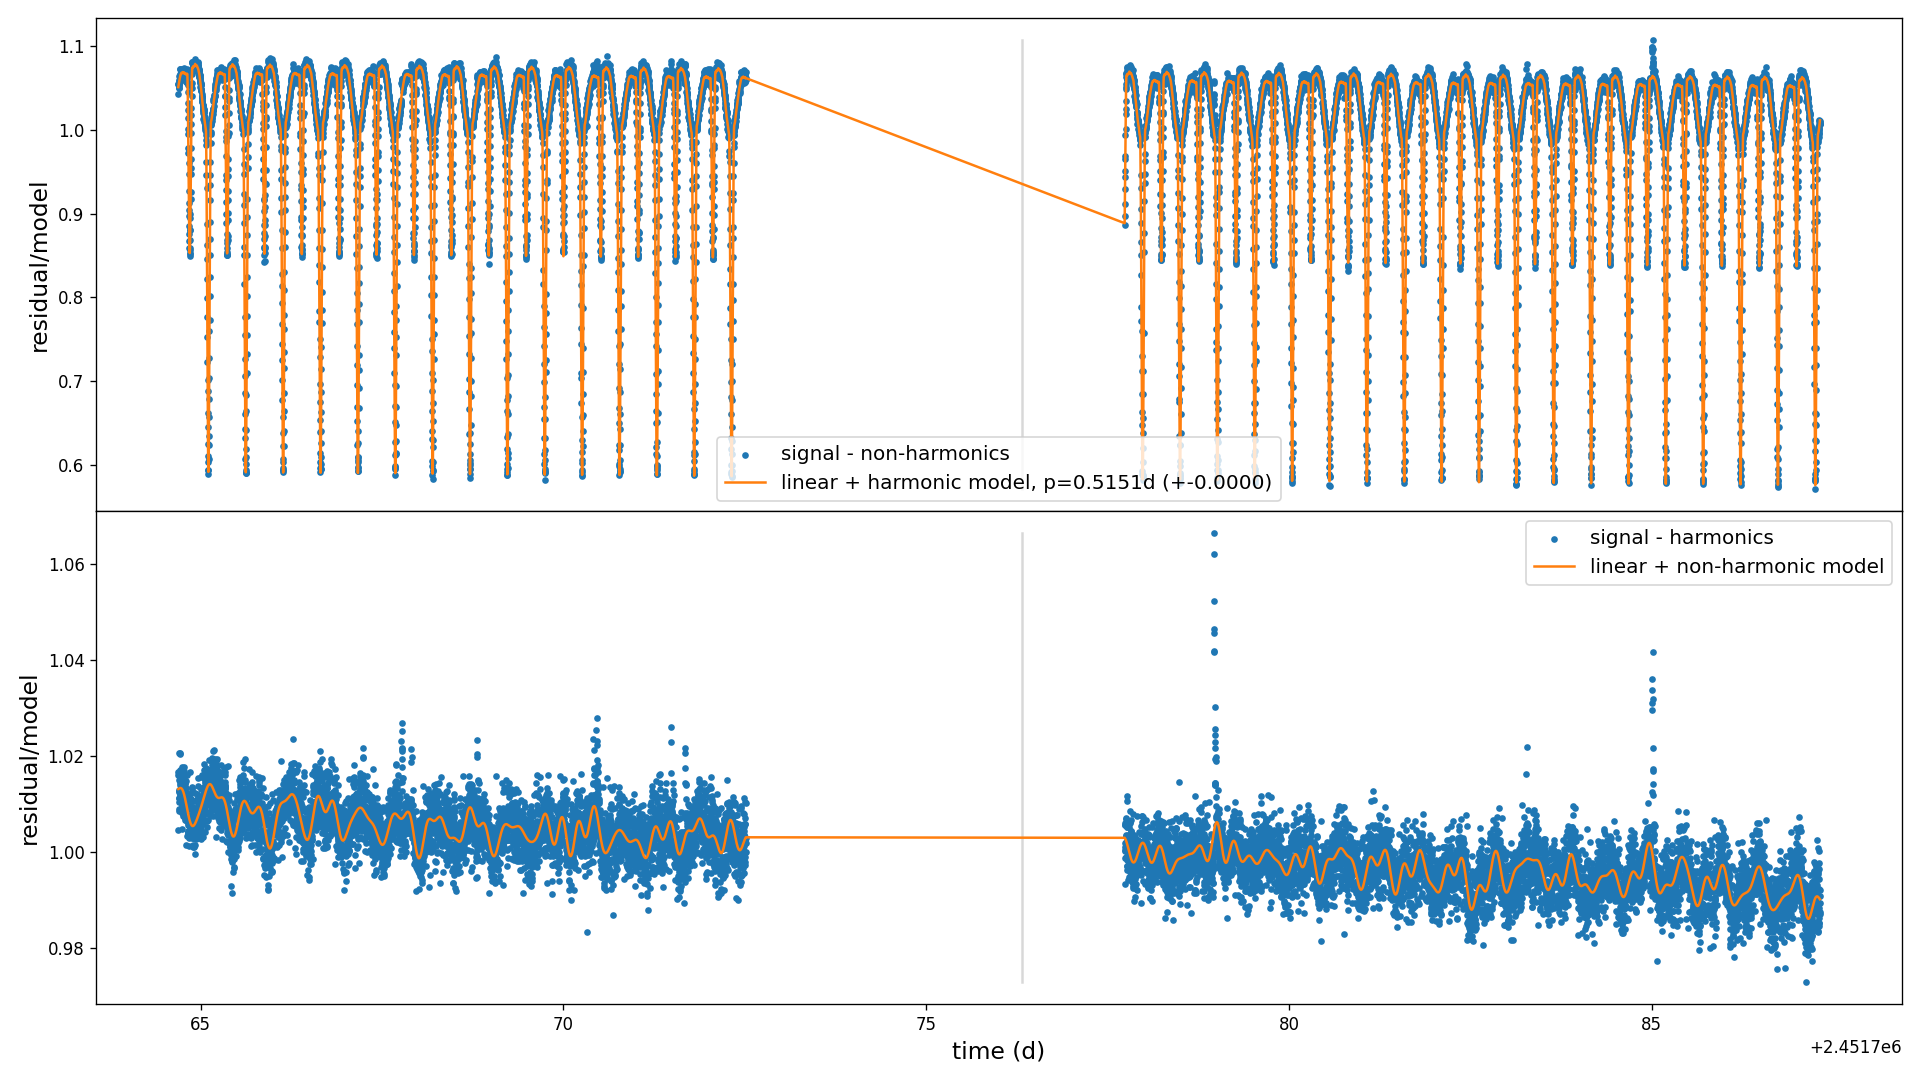 1.1
1.0
0.9
0.8
0.7
0.6
residual/model
signal - non-harmonics
linear + harmonic model, p=0.5151d (+-0.0000)
1.06
1.04
1.02
1.00
0.98
residual/model
signal - harmonics
linear + non-harmonic model
65
70
75
80
85
time (d)
+2.4517e6